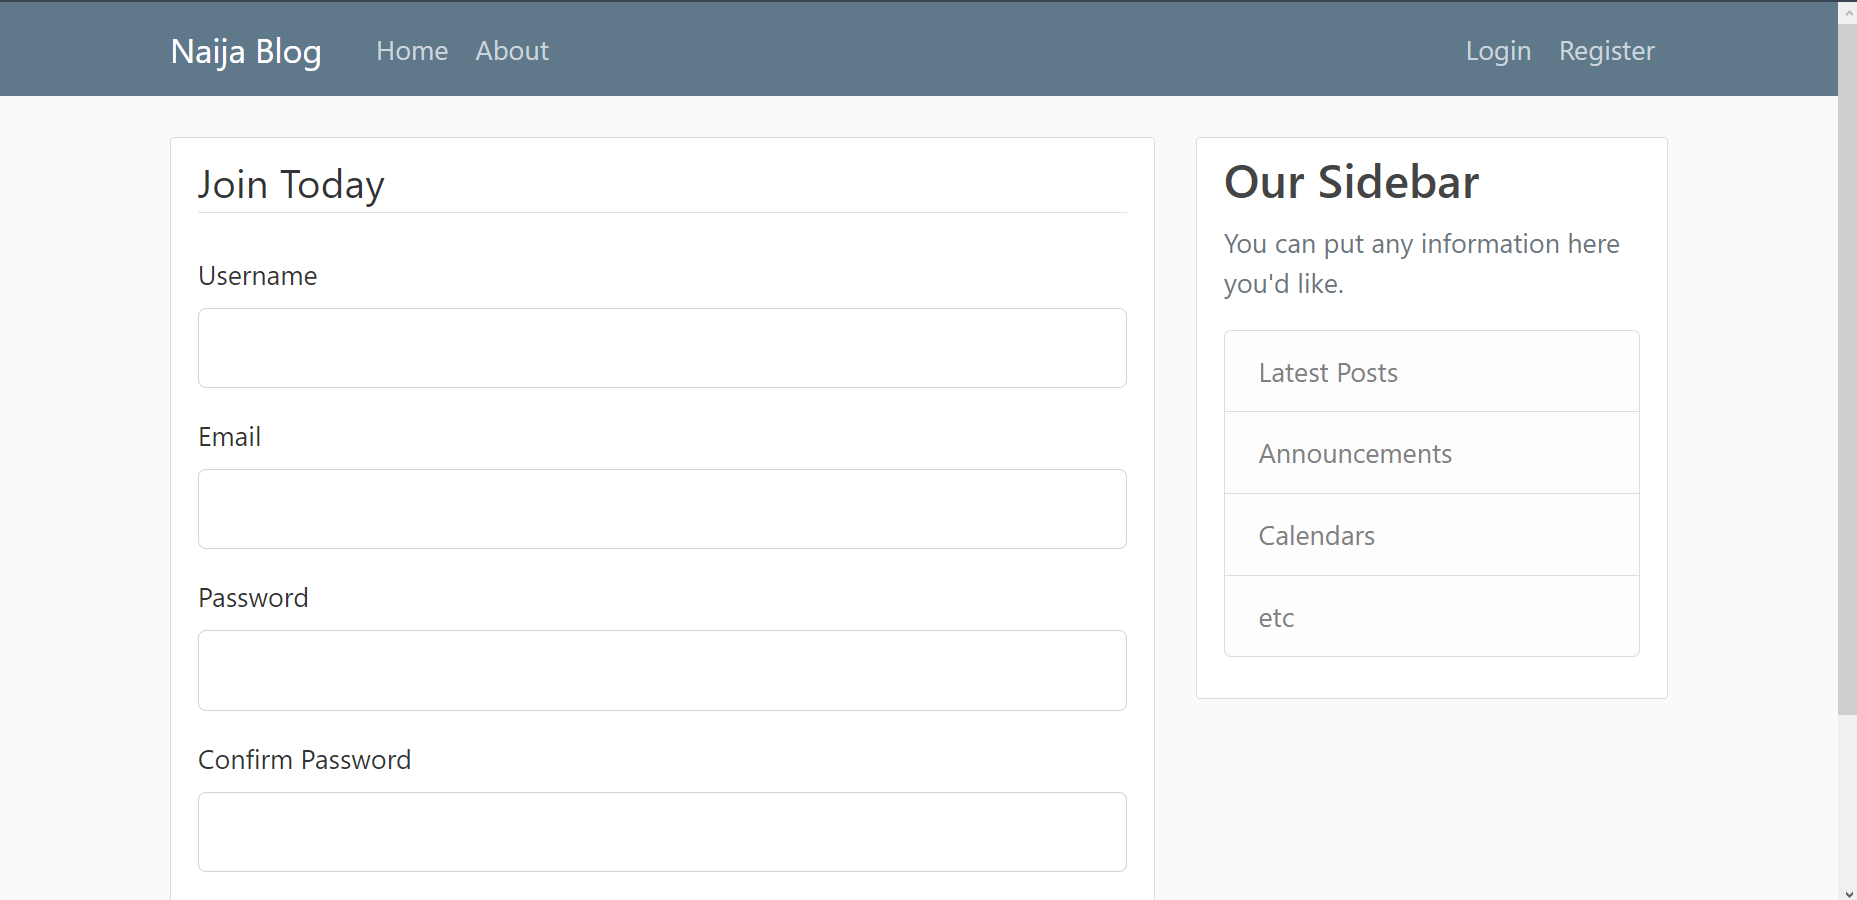 Naija Blog Home About Login Register
Join Today
Username
Email
Password
Confirm Password
Our Sidebar
You can put any information here
you'd like.
Latest Posts
Announcements
Calendars
etc